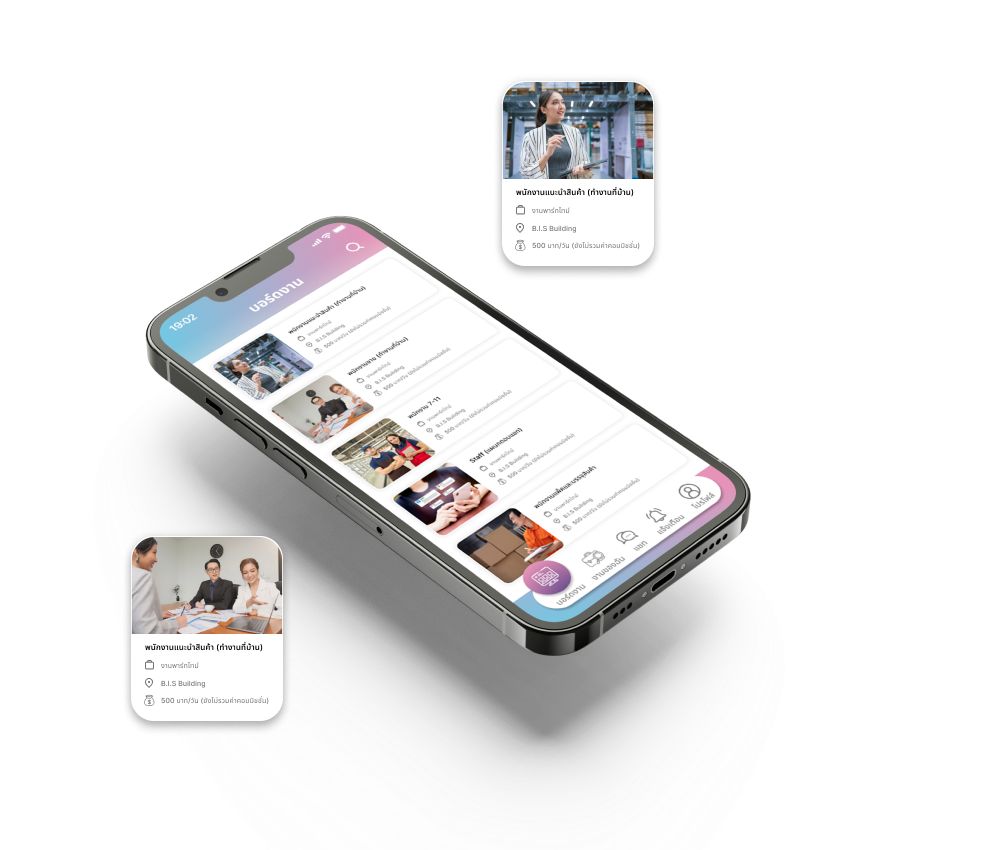 พนักงานแนะนำสินค้า (ทำงานที่บ้าน)
งานพาร์ทไทม์
B.I.S Building
500 บาท/วัน (ยังไม่รวมค่าคอมมิชชั่น)
19:02
บอร์ดงาน
พนักงานแนะนำสินค้า (ทำงานที่บ้าน)
งานพาร์ทไทม์
B.I.S Building
500 บาท/วัน (ยังไม่รวมค่าคอมมิชชั่น)
พนักงานขาย (ทำงานที่บ้าน)
งานพาร์ทไทม์
B.I.S Building
500 บาท/วัน (ยังไม่รวมค่าคอมมิชชั่น)
พนักงาน 7-11
งานพาร์ทไทม์
B.I.S Building
500 บาท/วัน (ยังไม่รวมค่าคอมมิชชั่น)
Staff (แผนกตอบแชท)
งานพาร์ทไทม์
B.I.S Building
500 บาท/วัน (ยังไม่รวมค่าคอมมิชชั่น)
พนักงานแพ็คและบรรจุสินค้า
งานพาร์ทไทม์
B.I.S Building
500 บาท/วัน (ยังไม่รวมค่าคอมมิชชั่น)
บอร์ดงาน
งานของฉัน
แชท
แจ้งเตือน
โปรไฟล์
พนักงานแนะนำสินค้า (ทำงานที่บ้าน)
งานพาร์ทไทม์
B.I.S Building
500 บาท/วัน (ยังไม่รวมค่าคอมมิชชั่น)